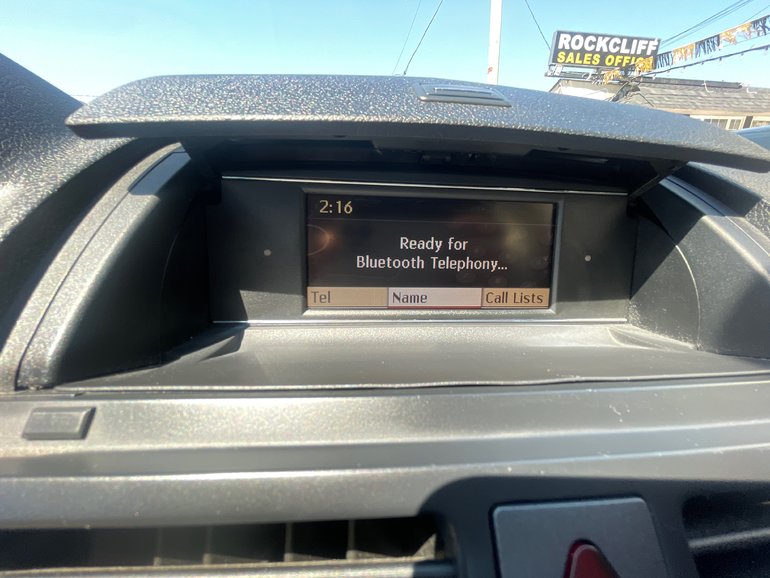 ROCKCLIFF
SALES OFFICE
2:16
Ready for
Bluetooth Telephony...
Tel Name Call Lists